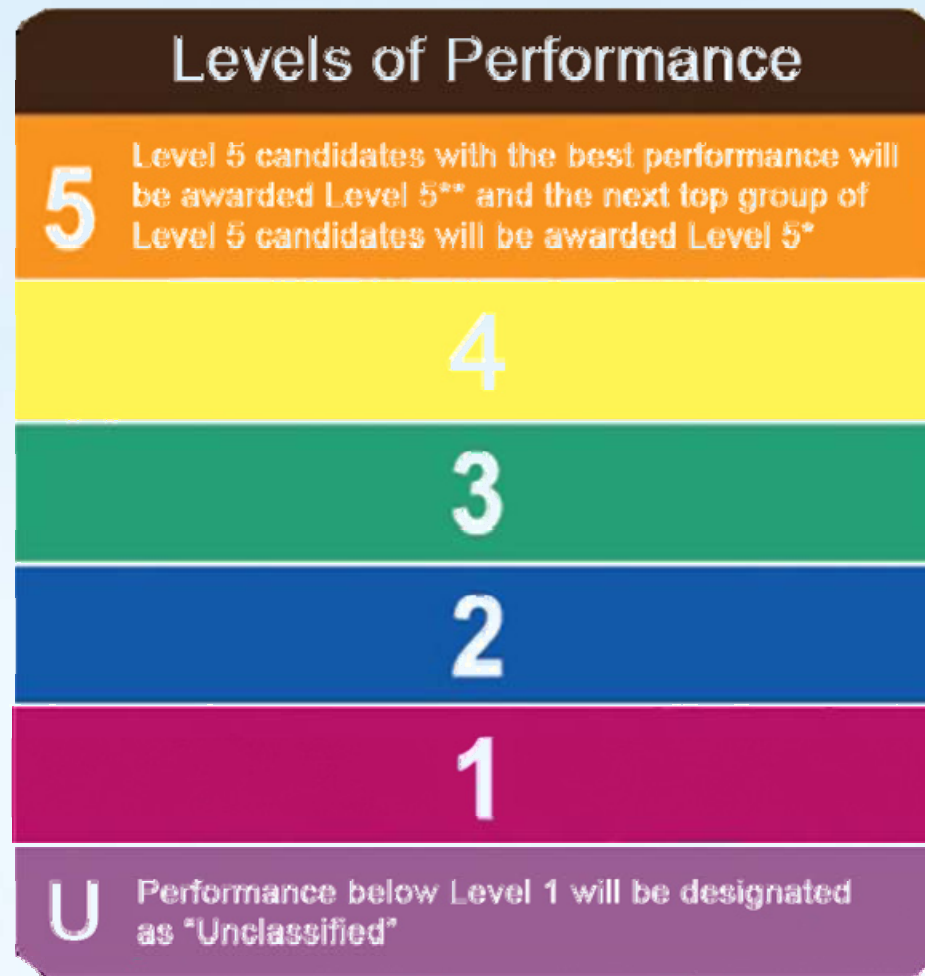 Levels of Performance
5
Level 5 candidates with the best performance will
be awarded Level 5** and the next top group of
Level 5 candidates will be awarded Level 5*
4
3
2
1
U
Performance below Level 1 will be designated
as "Unclassified"